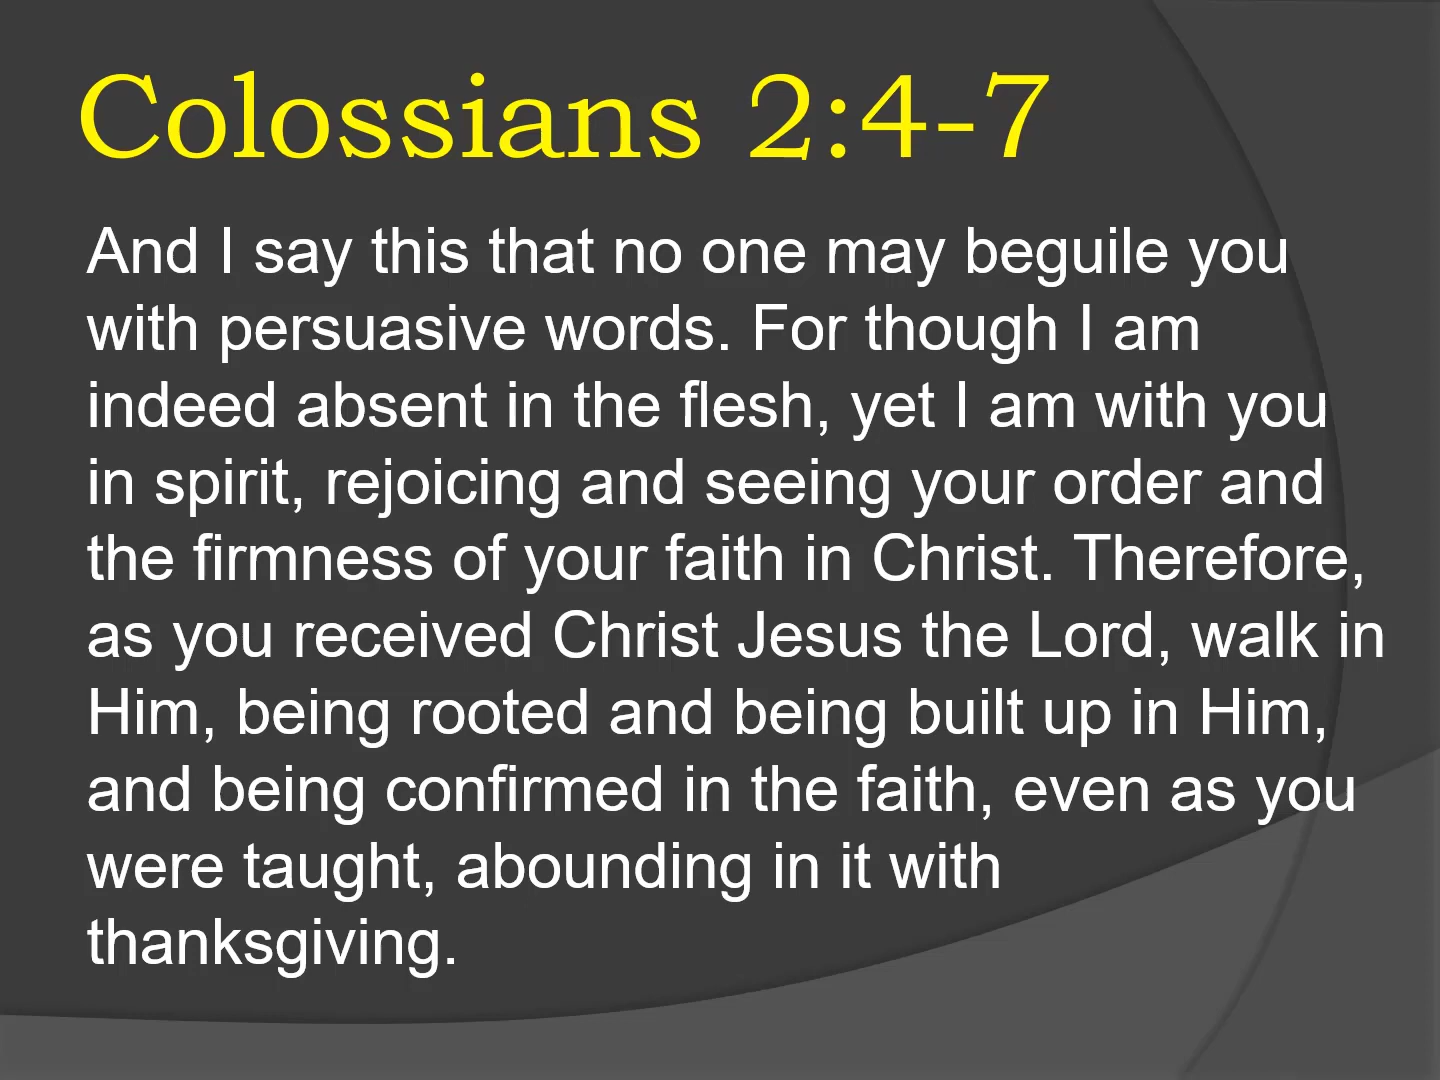 Colossians 2:4-7
And I say this that no one may beguile you
with persuasive words. For though I am
indeed absent in the flesh, yet I am with you
in spirit, rejoicing and seeing your order and
the firmness of your faith in Christ. Therefore,
as you received Christ Jesus the Lord, walk in
Him, being rooted and being built up in Him,
and being confirmed in the faith, even as you
were taught, abounding in it with
thanksgiving.